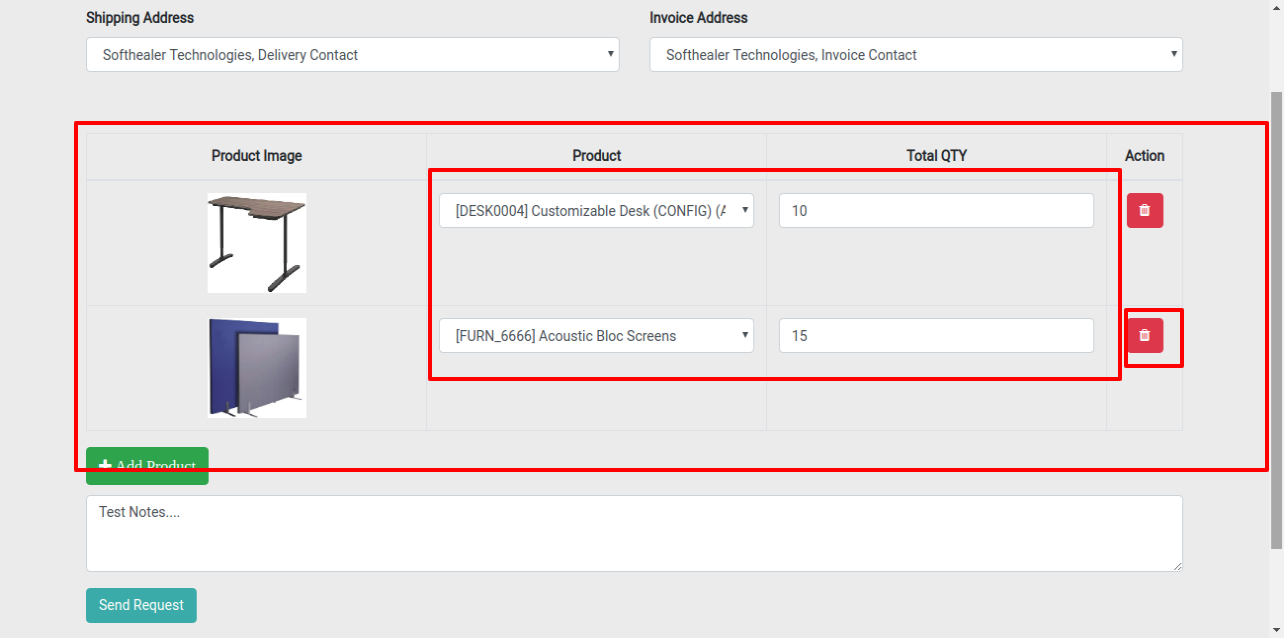 Shipping Address
Invoice Address
Softhealer Technologies, Delivery Contact
Softhealer Technologies, Invoice Contact
Product Image
Product
Total QTY
Action
[DESK0004] Customizable Desk (CONFIG) (A
10
[FURN_6666] Acoustic Bloc Screens
15
Add Product
Test Notes....
Send Request